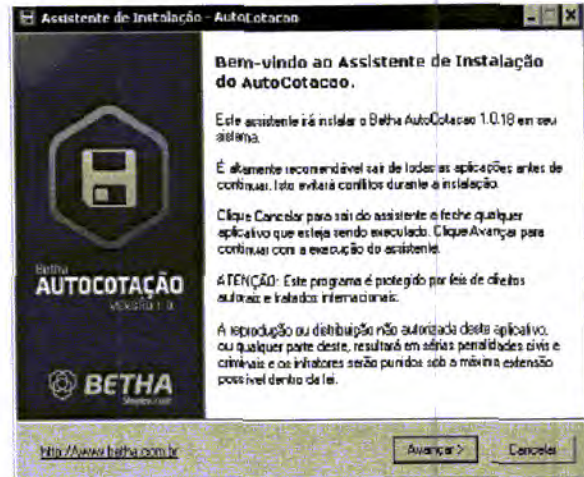 Assistente de Instalação - AutoCotacao
Bem-vindo ao Assistente de Instalação
do AutoCotacao.
Este assistente irá instalar o Betha AutoCotacao 1.0.18 em seu
sistema.
É altamente recomendável sair de todas as aplicações antes de
continuar. Isto evitará conflitos durante a instalação.
Clique Cancelar para sair do assistente e feche qualquer
aplicativo que esteja sendo executado. Clique Avançar para
continuar com a execução do assistente.
ATENÇÃO: Este programa é protegido por leis de direitos
autorais e tratados internacionais.
A reprodução ou distribuição não autorizada deste aplicativo,
ou qualquer parte deste, resultará em sérias penalidades civis e
criminais e os infratores serão punidos sob a máxima extensão
possível dentro da lei.
Betha
AUTOCOTAÇÃO
VERSÃO 1.0
BETHA
http://www.betha.com.br
Avançar >
Cancelar